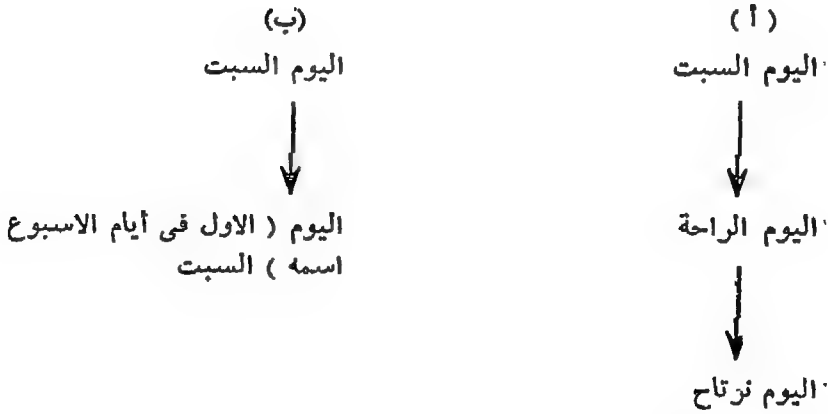 ( أ ) (ب)
اليوم السبت اليوم السبت
اليوم الراحة اليوم ( الاول فى أيام الاسبوع
اسمه ) السبت
اليوم نرتاح